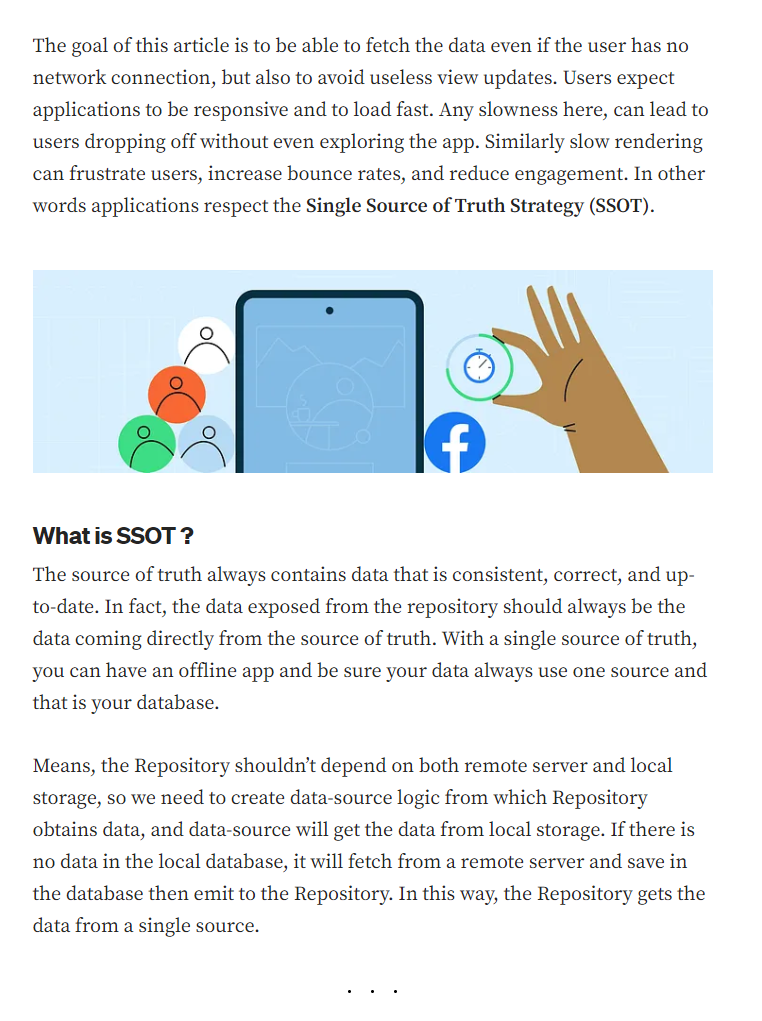 The goal of this article is to be able to fetch the data even if the user has no
network connection, but also to avoid useless view updates. Users expect
applications to be responsive and to load fast. Any slowness here, can lead to
users dropping off without even exploring the app. Similarly slow rendering
can frustrate users, increase bounce rates, and reduce engagement. In other
words applications respect the Single Source of Truth Strategy (SSOT).
f
What is SSOT ?
The source of truth always contains data that is consistent, correct, and up-
to-date. In fact, the data exposed from the repository should always be the
data coming directly from the source of truth. With a single source of truth,
you can have an offline app and be sure your data always use one source and
that is your database.
Means, the Repository shouldn’t depend on both remote server and local
storage, so we need to create data-source logic from which Repository
obtains data, and data-source will get the data from local storage. If there is
no data in the local database, it will fetch from a remote server and save in
the database then emit to the Repository. In this way, the Repository gets the
data from a single source.
. . .